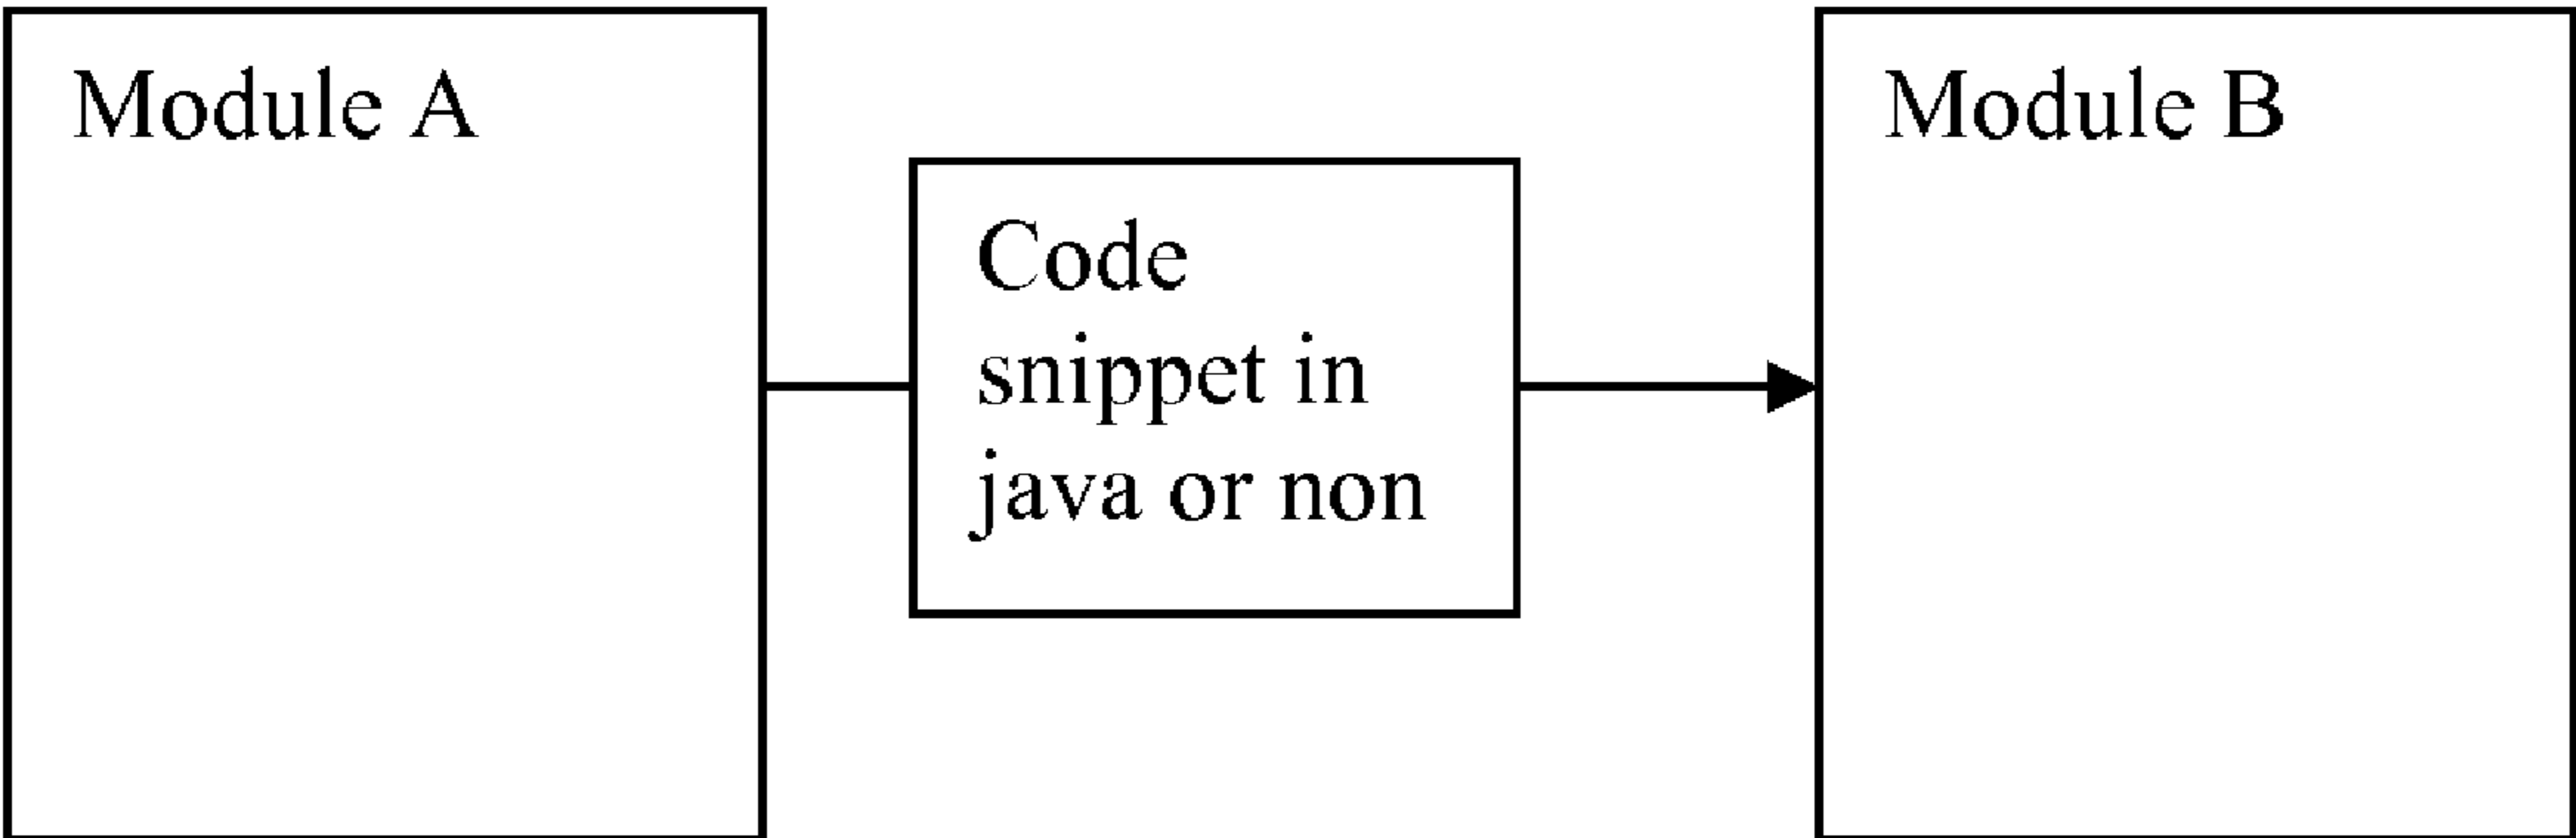 Module A
Code
snippet in
java or non
Module B